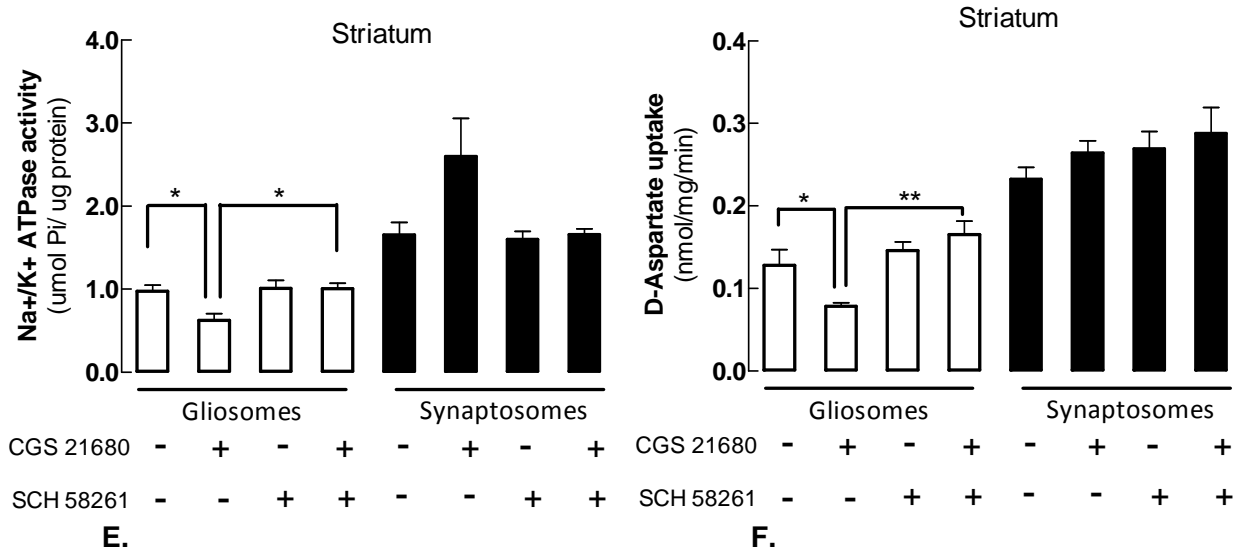 Striatum
Na+/K+ ATPase activity
(umol Pi/ ug protein)
4.0
3.0
2.0
1.0
0.0
* *
Gliosomes Synaptosomes
CGS 21680 - + - + - + - +
SCH 58261 - - + + - - + +
E.
Striatum
D-Aspartate uptake
(nmol/mg/min)
0.4
0.3
0.2
0.1
0.0
* **
Gliosomes Synaptosomes
CGS 21680 - + - + - + - +
SCH 58261 - - + + - - + +
F.